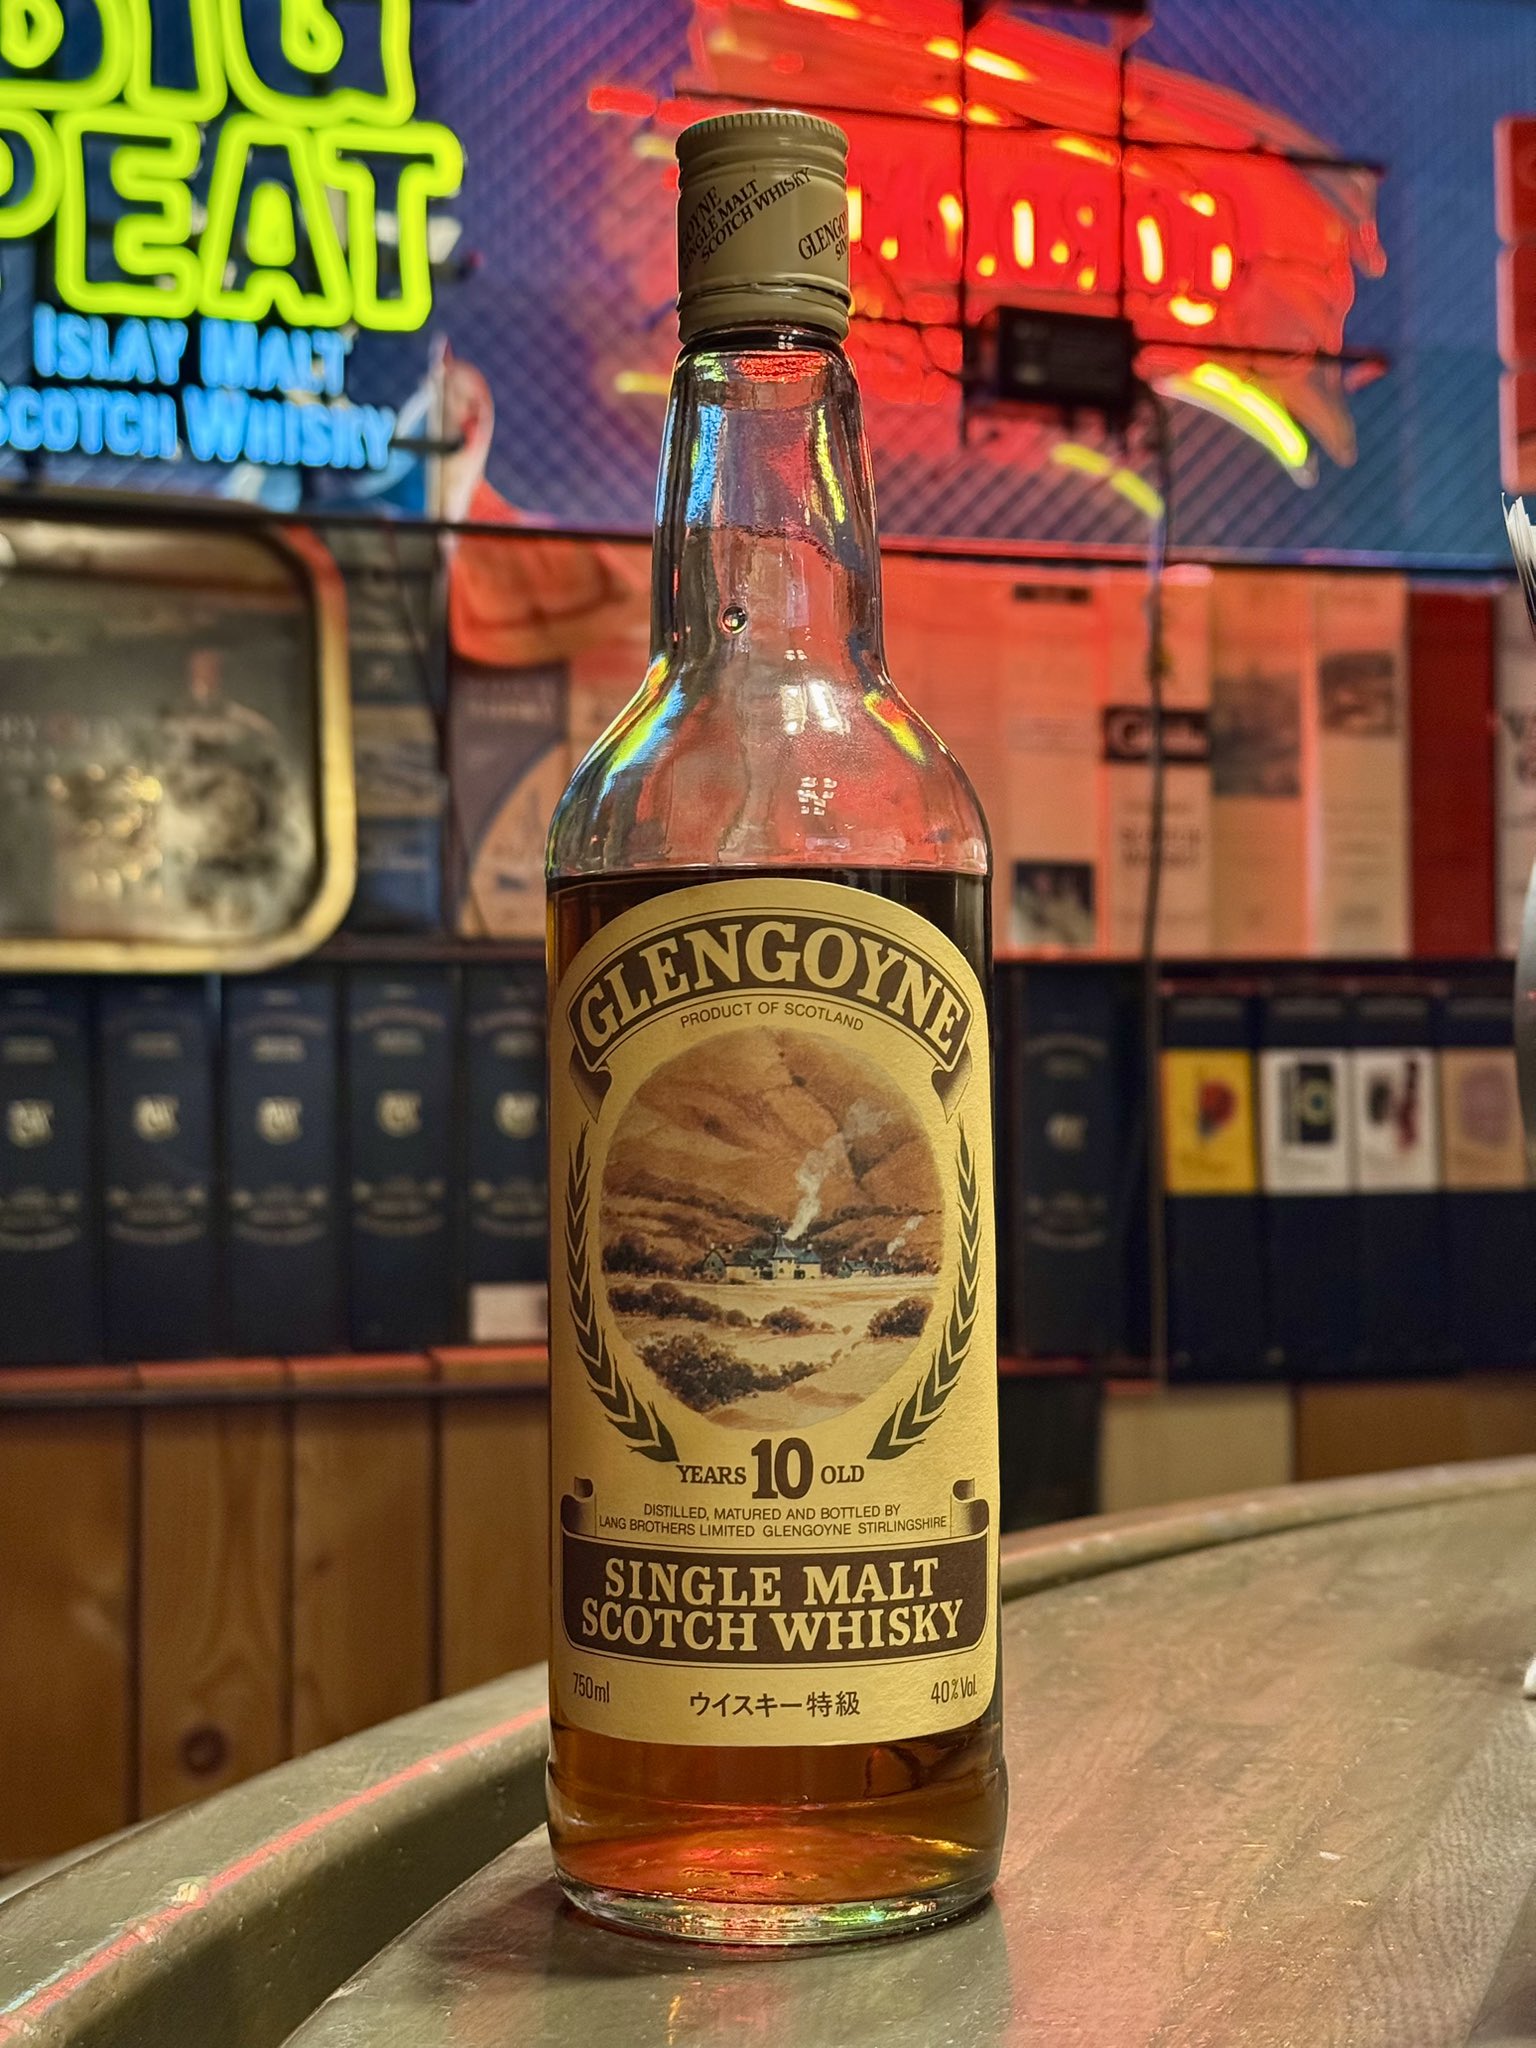 BIG
PEAT
ISLAY MALT
SCOTCH WHISKY
SINGLE MALT
SCOTCH WHISKY
GLENGOYNE
PRODUCT OF SCOTLAND
YEARS 10 OLD
DISTILLED, MATURED AND BOTTLED BY
LANG BROTHERS LIMITED GLENGOYNE STIRLINGSHIRE
SINGLE MALT
SCOTCH WHISKY
750ml ウイスキー特級 40% Vol.